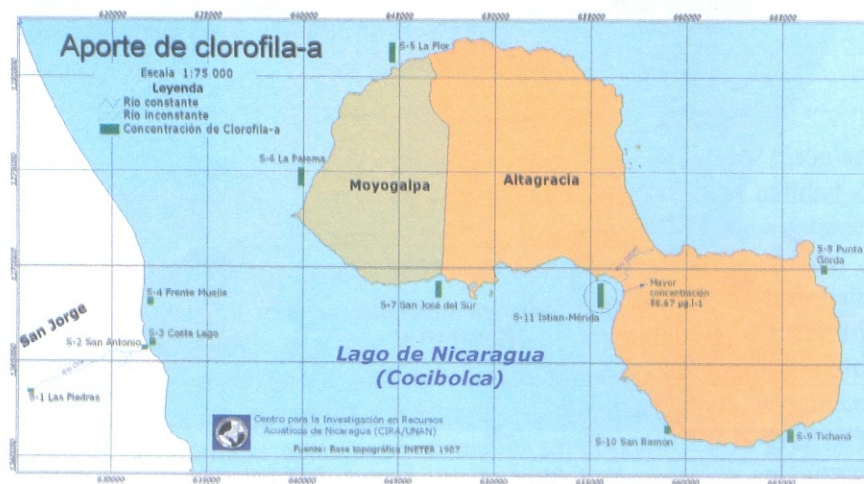 Aporte de clorofila-a
Escala 1:75 000
Leyenda
Río constante
Río inconstante
Concentración de Clorofila-a
S-5 La Flor
S-6 La Paloma
Moyogalpa
Altagracia
S-8 Punta
Gorda
S-4 Frente Muelle
S-7 San José del Sur
Mayor
concentración
S-11 Istian-Mérida
San Jorge
S-3 Costa Lago
S-2 San Antonio
Lago de Nicaragua
(Cocibolca)
S-1 Las Piedras
Centro para la Investigación en Recursos
Acuáticos de Nicaragua (CIRA/UNAN)
Fuente: Base topográfica INETER 1987
S-10 San Ramón
S-9 Tichaná